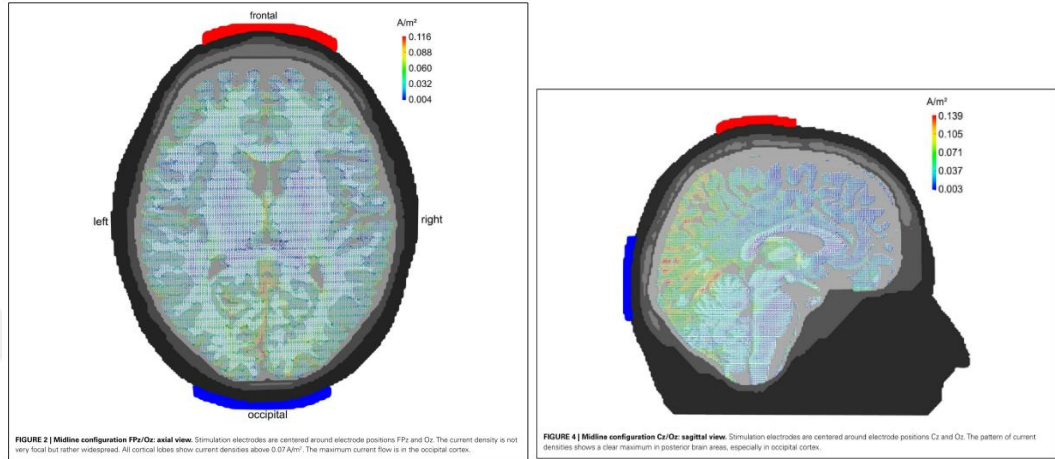 frontal
A/m²
0.116
0.088
0.060
0.032
0.004
left
right
occipital
FIGURE 2 | Midline configuration FPz/Oz: axial view. Stimulation electrodes are centered around electrode positions FPz and Oz. The current density is not
very focal but rather widespread. All cortical lobes show current densities above 0.07 A/m². The maximum current flow is in the occipital cortex.
A/m²
0.139
0.105
0.071
0.037
0.003
FIGURE 4 | Midline configuration Cz/Oz: sagittal view. Stimulation electrodes are centered around electrode positions Cz and Oz. The pattern of current
densities shows a clear maximum in posterior brain areas, especially in occipital cortex.